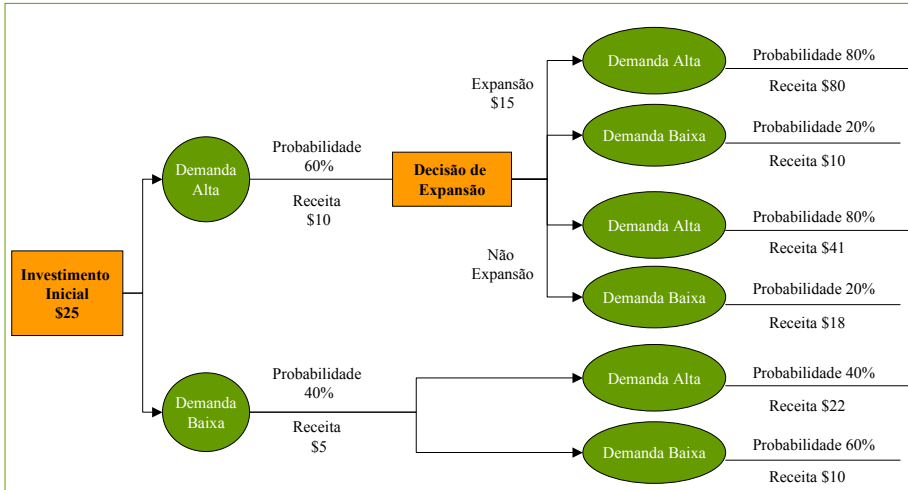 Investimento
Inicial
$25
Demanda
Alta
Probabilidade
60%
Receita
$10
Decisão de
Expansão
Expansão
$15
Demanda Alta
Probabilidade 80%
Receita $80
Demanda Baixa
Probabilidade 20%
Receita $10
Não
Expansão
Demanda Alta
Probabilidade 80%
Receita $41
Demanda Baixa
Probabilidade 20%
Receita $18
Demanda
Baixa
Probabilidade
40%
Receita
$5
Demanda Alta
Probabilidade 40%
Receita $22
Demanda Baixa
Probabilidade 60%
Receita $10